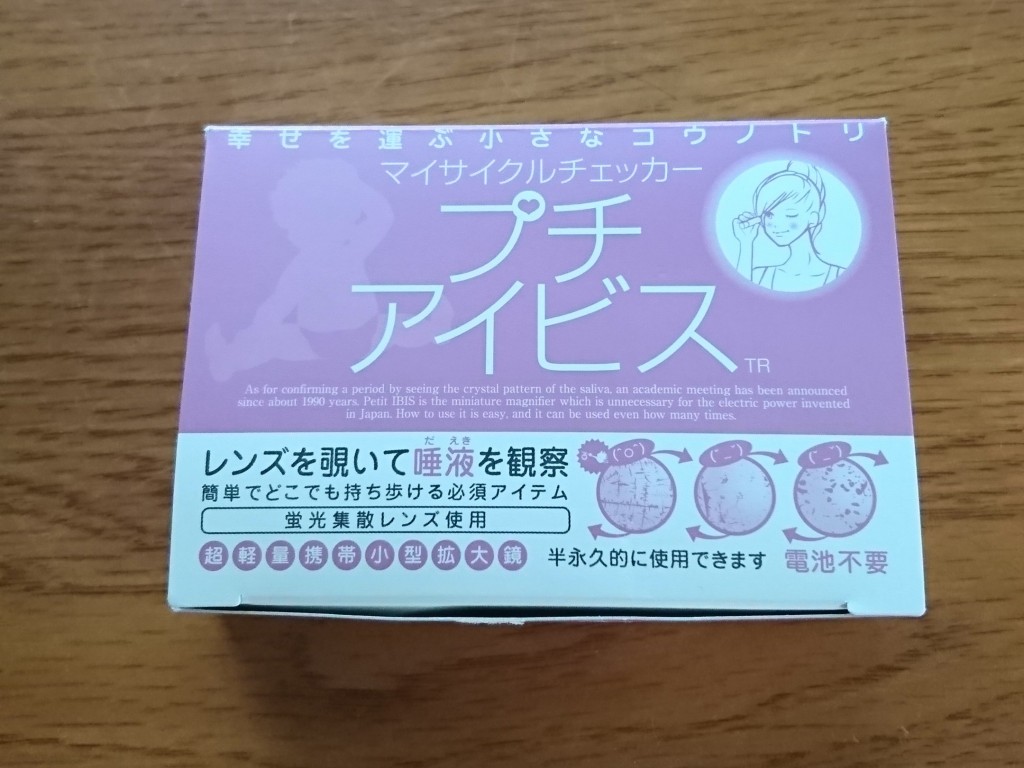 幸せを運ぶ小さなコウノトリ
マイサイクルチェッカー
プチ
アイビス
TR
As for confirming a period by seeing the crystal pattern of the saliva, an academic meeting has been announced
since about 1990 years. Petit IBIS is the miniature magnifier which is unnecessary for the electric power invented
in Japan. How to use it is easy, and it can be used even how many times.
だ えき
レンズを覗いて唾液を観察
簡単でどこでも持ち歩ける必須アイテム
蛍光集散レンズ使用
超軽量携帯小型拡大鏡
半永久的に使用できます 電池不要